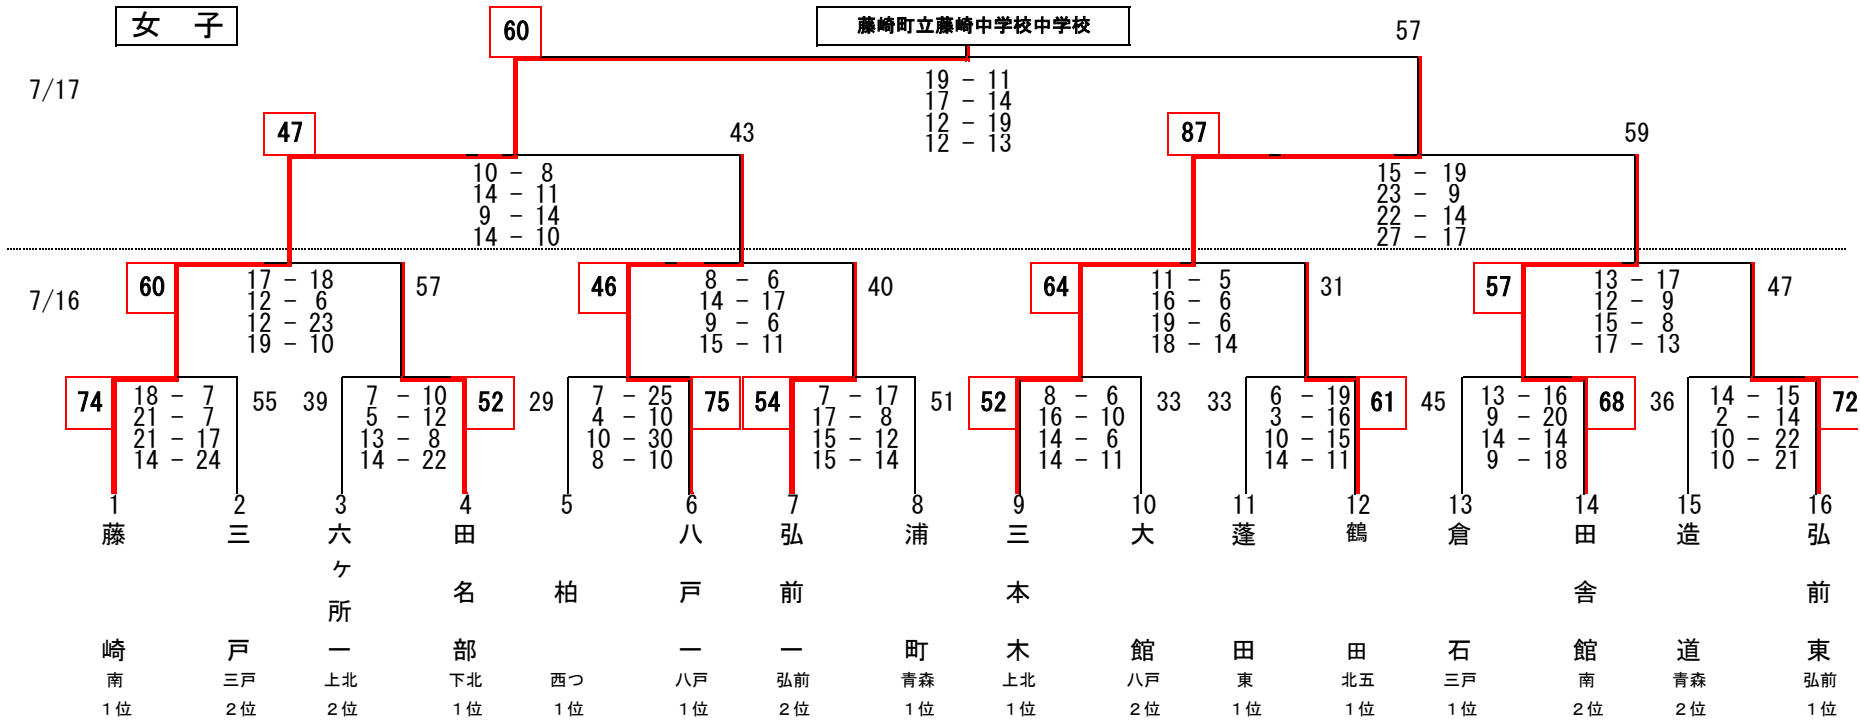 女 子
60
藤崎町立藤崎中学校中学校
57
7/17
19 - 11
17 - 14
12 - 19
12 - 13
47
43
87
59
10 - 8
14 - 11
9 - 14
14 - 10
15 - 19
23 - 9
22 - 14
27 - 17
7/16
60
17 - 18
12 - 6
12 - 23
19 - 10
57
46
8 - 6
14 - 17
9 - 6
15 - 11
40
64
11 - 5
16 - 6
19 - 6
18 - 14
31
57
13 - 17
12 - 9
15 - 8
17 - 13
47
74
18 - 7
21 - 7
21 - 17
14 - 24
55
39
7 - 10
5 - 12
13 - 8
14 - 22
52
29
7 - 25
4 - 10
10 - 30
8 - 10
75
54
7 - 17
17 - 8
15 - 12
15 - 14
51
52
8 - 6
16 - 10
14 - 6
14 - 11
33
33
6 - 19
3 - 16
10 - 15
14 - 11
61
45
13 - 16
9 - 20
14 - 14
9 - 18
68
36
14 - 15
2 - 14
10 - 22
10 - 21
72
1 2 3 4 5 6 7 8 9 10 11 12 13 14 15 16
藤崎
三戸
六ヶ所一
田名部
柏
八戸一
弘前一
浦町
三本木
大館
蓬田
鶴田
倉石
田舎館
造道
弘前東
南 三戸 上北 下北 西つ 八戸 弘前 青森 上北 八戸 東 北五 三戸 南 青森 弘前
1位 2位 2位 1位 1位 1位 2位 1位 1位 2位 1位 1位 1位 2位 2位 1位